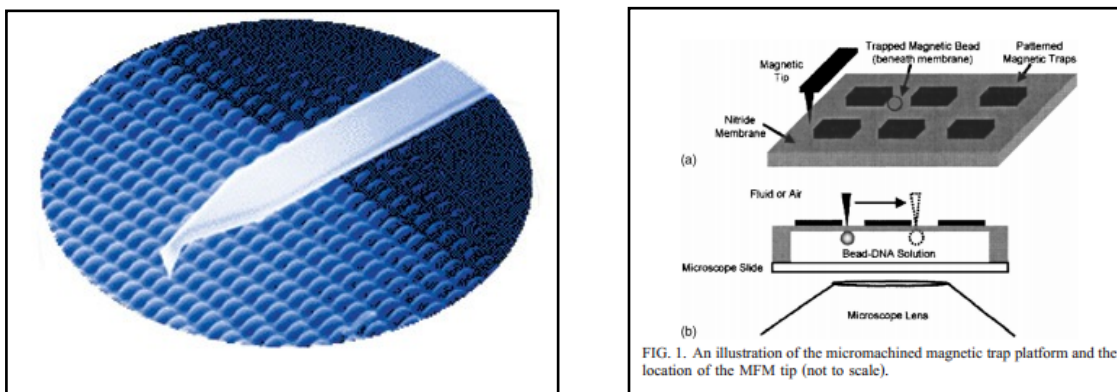 Magnetic
Tip
Trapped Magnetic Bead
(beneath membrane)
Patterned
Magnetic Traps
Nitride
Membrane
(a)
Fluid or Air
Bead-DNA Solution
Microscope Slide
Microscope Lens
(b)
FIG. 1. An illustration of the micromachined magnetic trap platform and the
location of the MFM tip (not to scale).